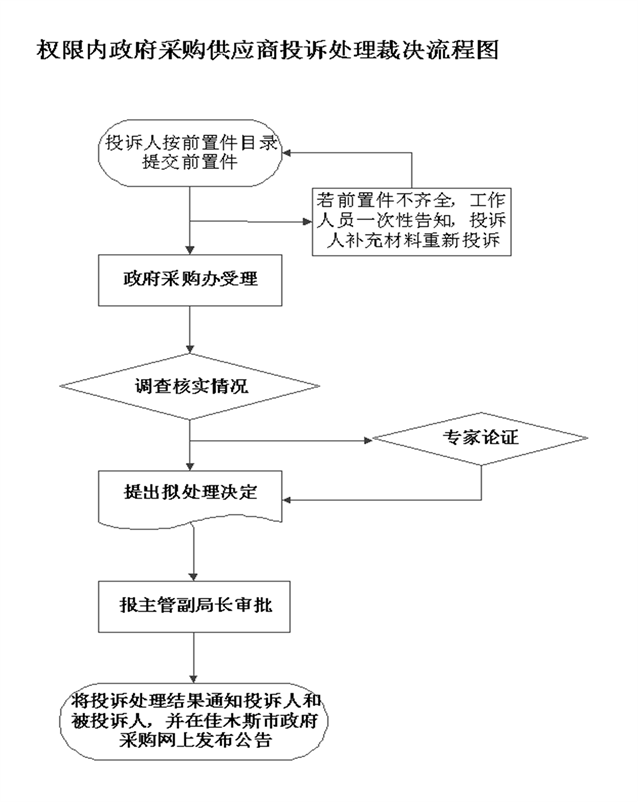 权限内政府采购供应商投诉处理裁决流程图
投诉人按前置件目录
提交前置件
若前置件不齐全，工作
人员一次性告知，投诉
人补充材料重新投诉
政府采购办受理
调查核实情况
专家论证
提出拟处理决定
报主管副局长审批
将投诉处理结果通知投诉人和
被投诉人，并在佳木斯市政府
采购网上发布公告